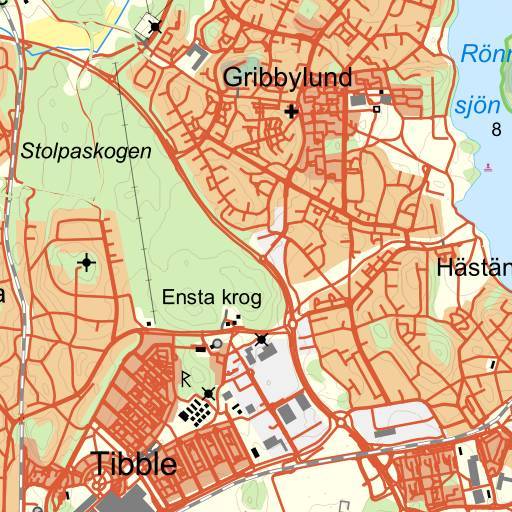 Rönn
Gribbylund
sjön
8
Stolpaskogen
Hästän
a
Ensta krog
R
Tibble